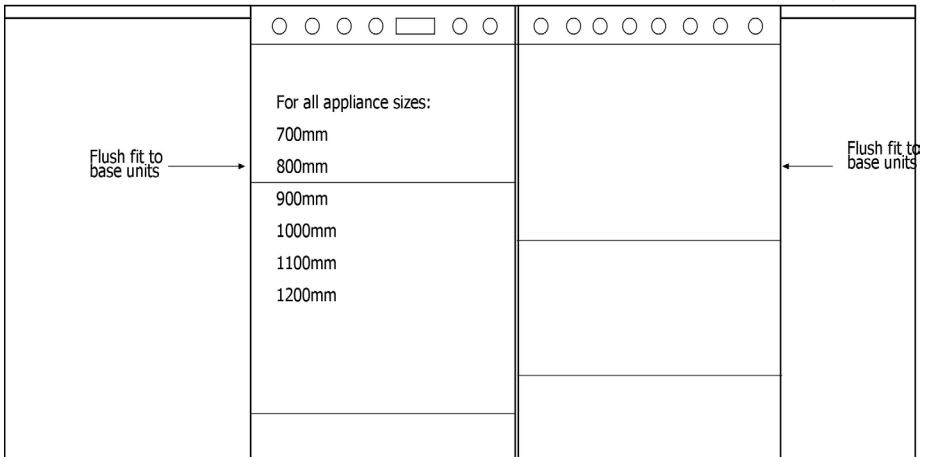 For all appliance sizes:
700mm
800mm
900mm
1000mm
1100mm
1200mm
Flush fit to
base units
Flush fit to
base units